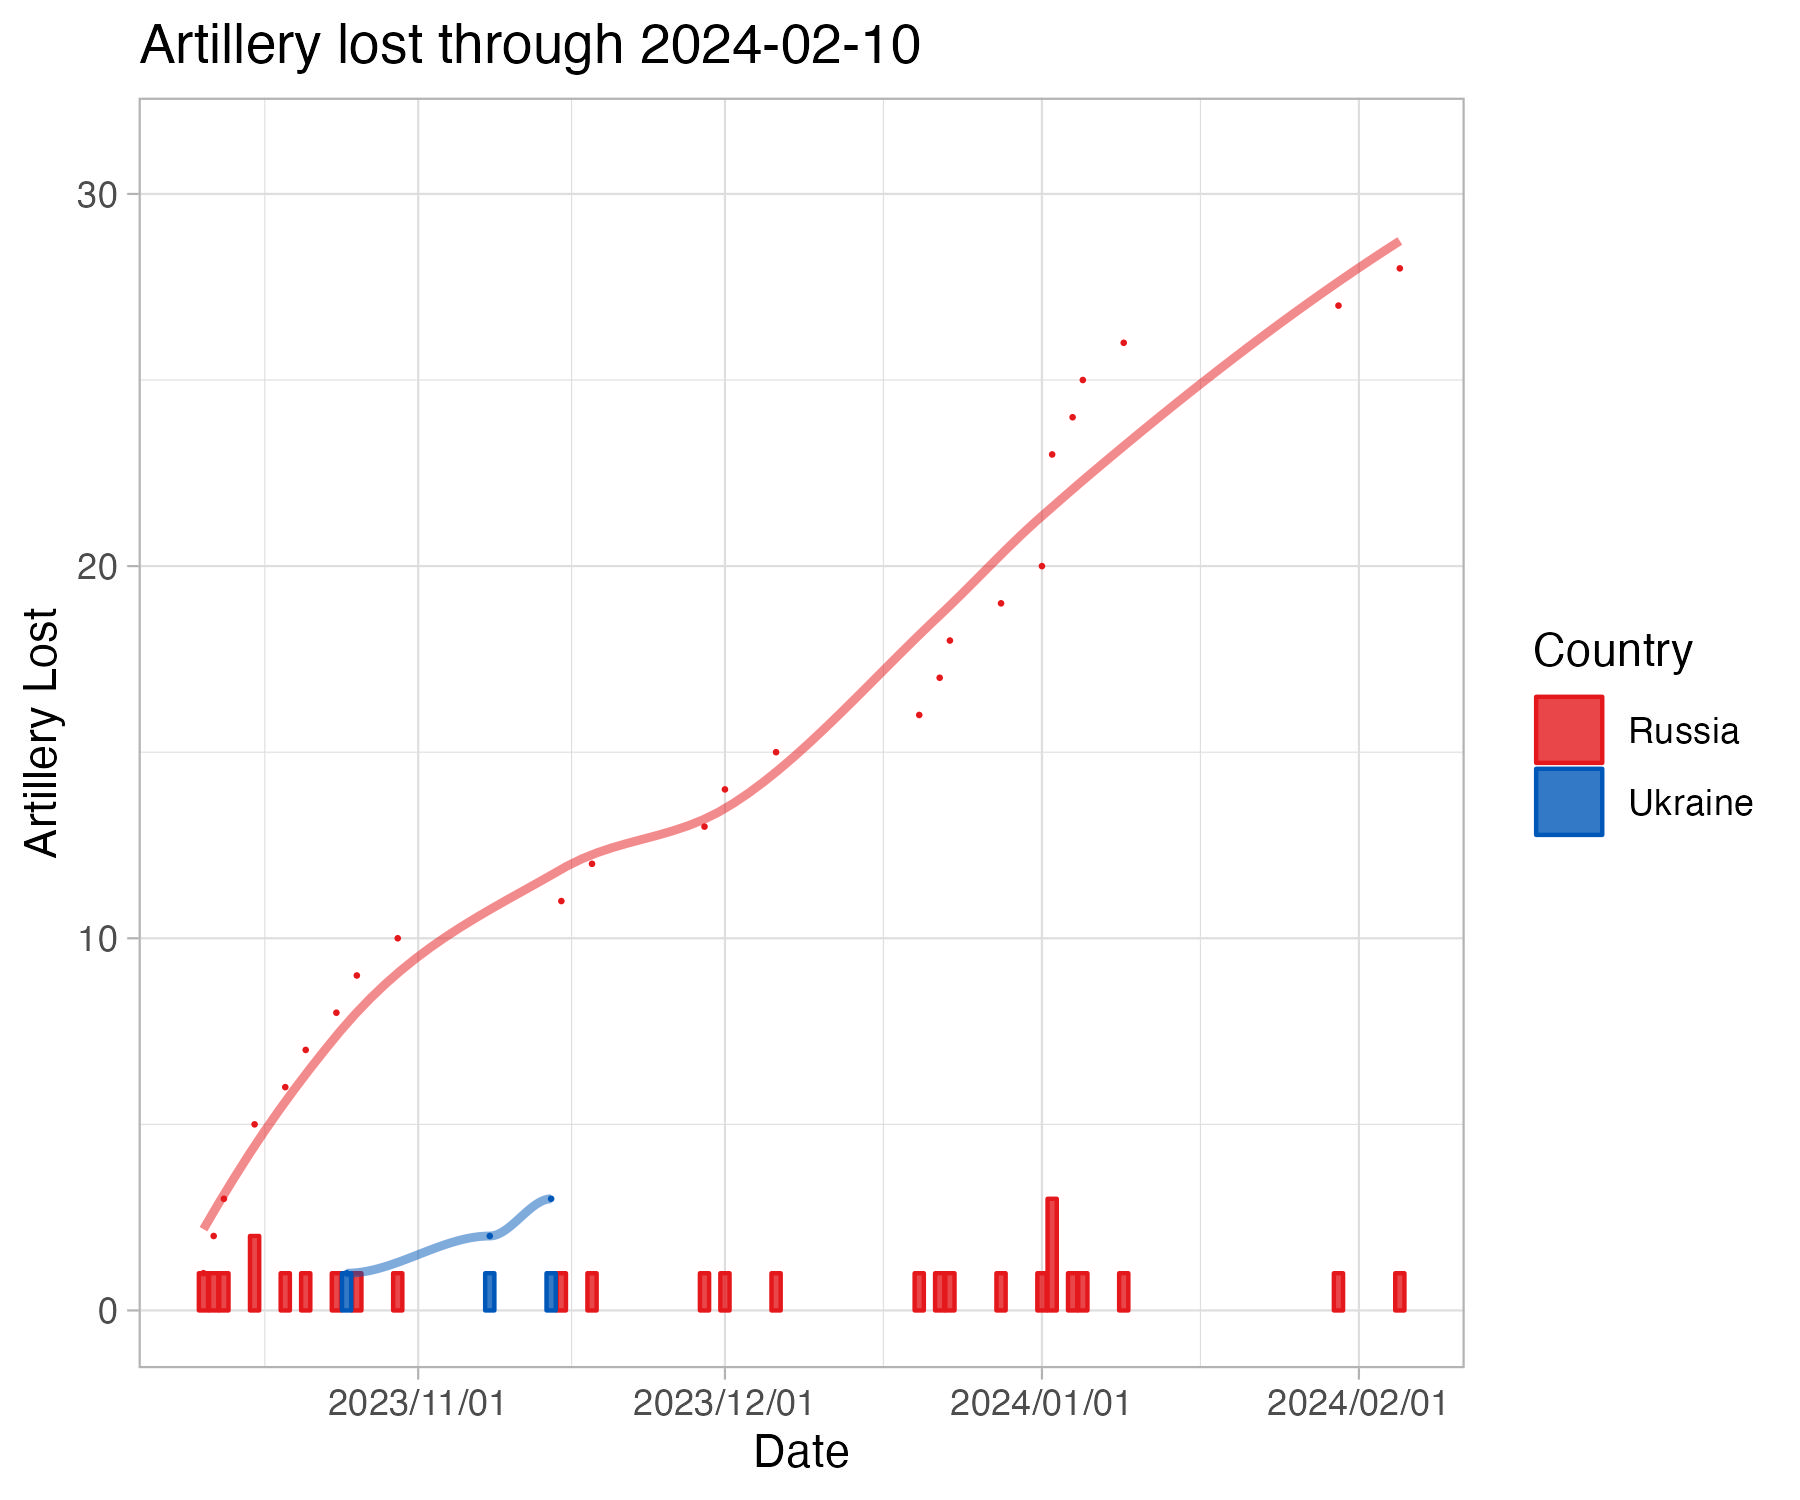 Artillery lost through 2024-02-10
30
20
10
0
Artillery Lost
2023/11/01
2023/12/01
2024/01/01
2024/02/01
Date
Country
Russia
Ukraine